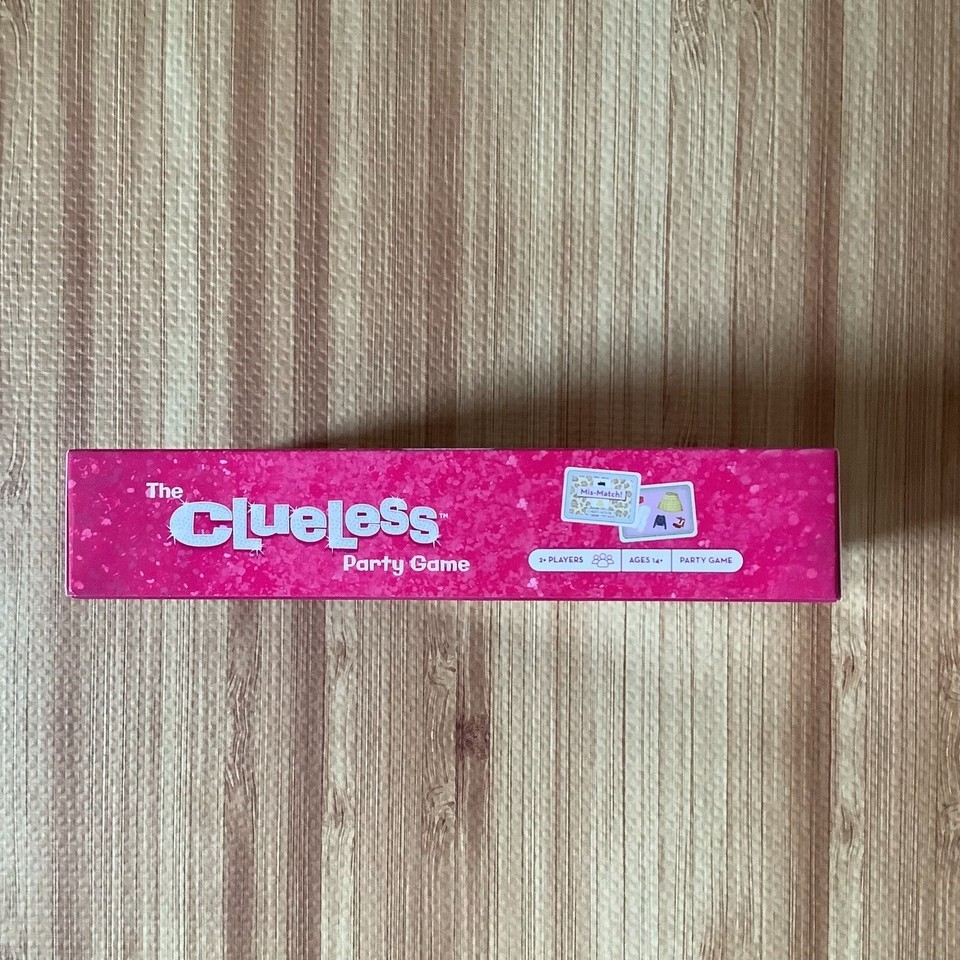 The
CLUELESS™
Party Game
Mis-Match!
2+ PLAYERS
AGES 14+
PARTY GAME